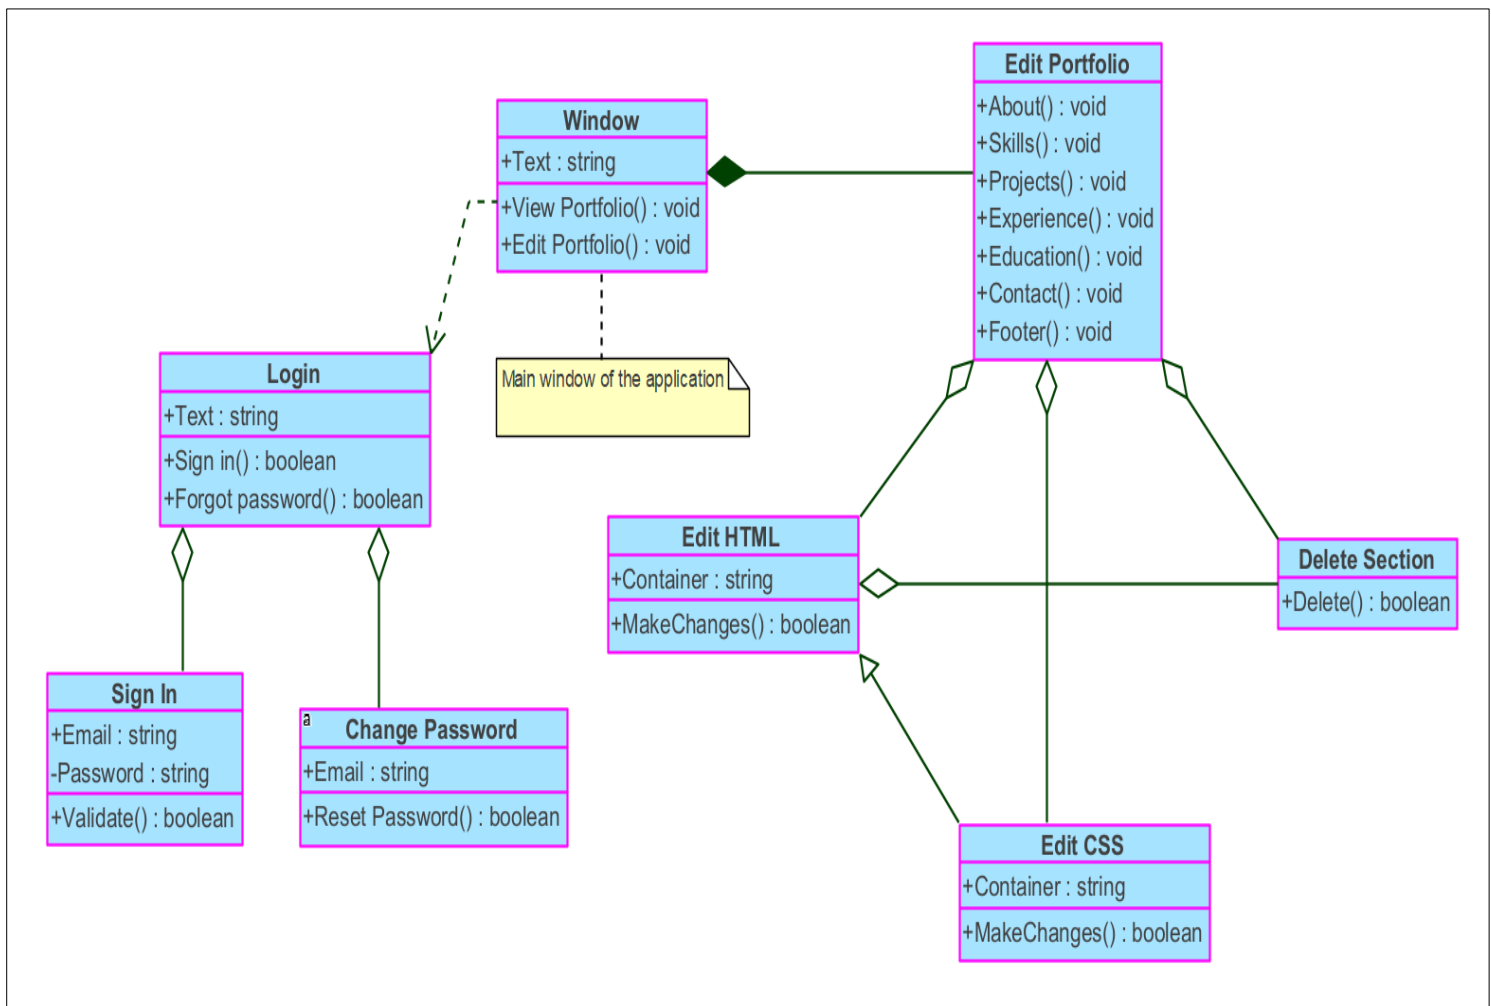 Edit Portfolio
+About() : void
+Skills() : void
+Projects() : void
+Experience() : void
+Education() : void
+Contact() : void
+Footer() : void
Window
+Text : string
+View Portfolio() : void
+Edit Portfolio() : void
Main window of the application
Login
+Text : string
+Sign in() : boolean
+Forgot password() : boolean
Edit HTML
+Container : string
+MakeChanges() : boolean
Delete Section
+Delete() : boolean
Sign In
+Email : string
-Password : string
+Validate() : boolean
a
Change Password
+Email : string
+Reset Password() : boolean
Edit CSS
+Container : string
+MakeChanges() : boolean